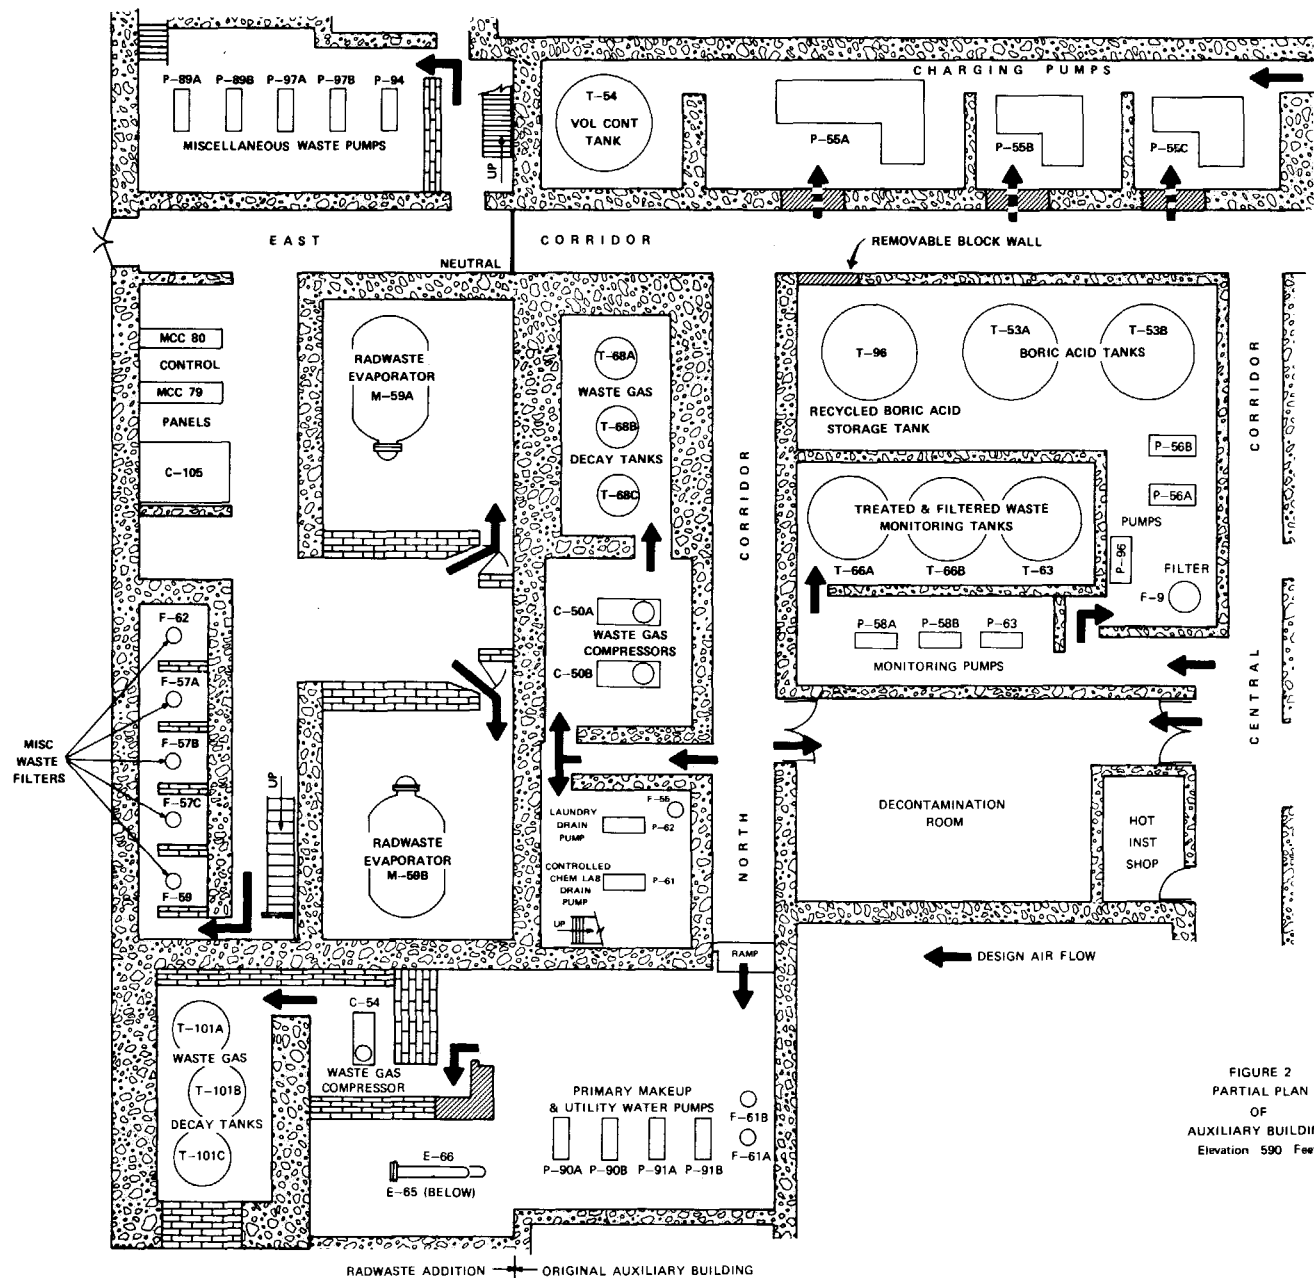 P-89A P-89B P-97A P-97B P-94
MISCELLANEOUS WASTE PUMPS
UP
T-54
VOL CONT
TANK
CHARGING PUMPS
P-55A
P-55B
P-55C
EAST CORRIDOR
NEUTRAL
REMOVABLE BLOCK WALL
MCC 80
CONTROL
MCC 79
PANELS
C-105
RADWASTE
EVAPORATOR
M-59A
T-68A
WASTE GAS
T-68B
DECAY TANKS
T-68C
CORRIDOR
T-96
RECYCLED BORIC ACID
STORAGE TANK
T-53A T-53B
BORIC ACID TANKS
P-56B
P-56A
PUMPS
P-96
FILTER
F-9
CORRIDOR
TREATED & FILTERED WASTE
MONITORING TANKS
T-66A T-66B T-63
P-58A P-58B P-63
MONITORING PUMPS
C-50A
WASTE GAS
COMPRESSORS
C-50B
CENTRAL
F-62
F-57A
F-57B
F-57C
F-59
MISC
WASTE
FILTERS
UP
RADWASTE
EVAPORATOR
M-59B
F-55
LAUNDRY
DRAIN
PUMP
P-62
CONTROLLED
CHEM LAB
DRAIN
PUMP
P-61
UP
NORTH
DECONTAMINATION
ROOM
HOT
INST
SHOP
RAMP
DESIGN AIR FLOW
T-101A
WASTE GAS
T-101B
DECAY TANKS
T-101C
C-54
WASTE GAS
COMPRESSOR
PRIMARY MAKEUP
& UTILITY WATER PUMPS
P-90A P-90B P-91A P-91B
F-61B
F-61A
E-66
E-65 (BELOW)
FIGURE 2
PARTIAL PLAN
OF
AUXILIARY BUILDIN
Elevation 590 Fee
RADWASTE ADDITION
ORIGINAL AUXILIARY BUILDING